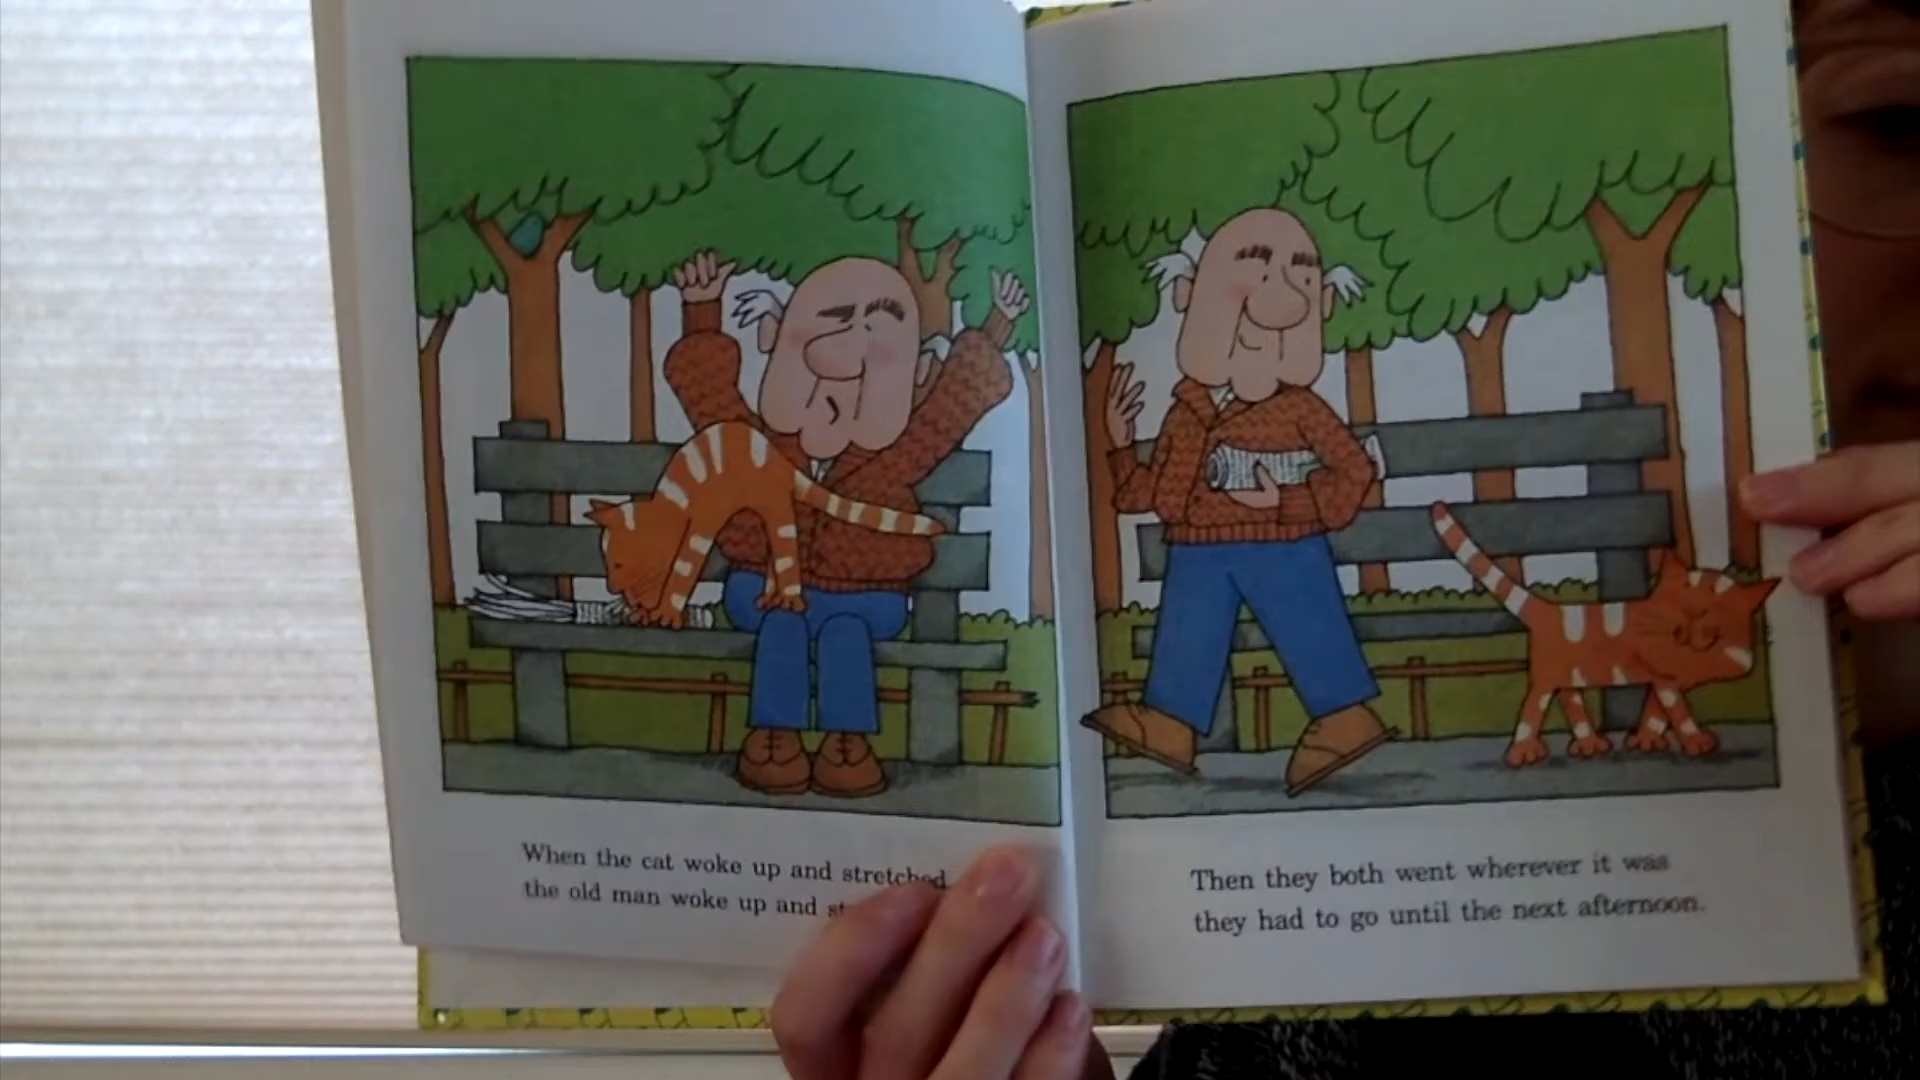 When the cat woke up and stretched
the old man woke up and
Then they both went wherever it was
they had to go until the next afternoon.